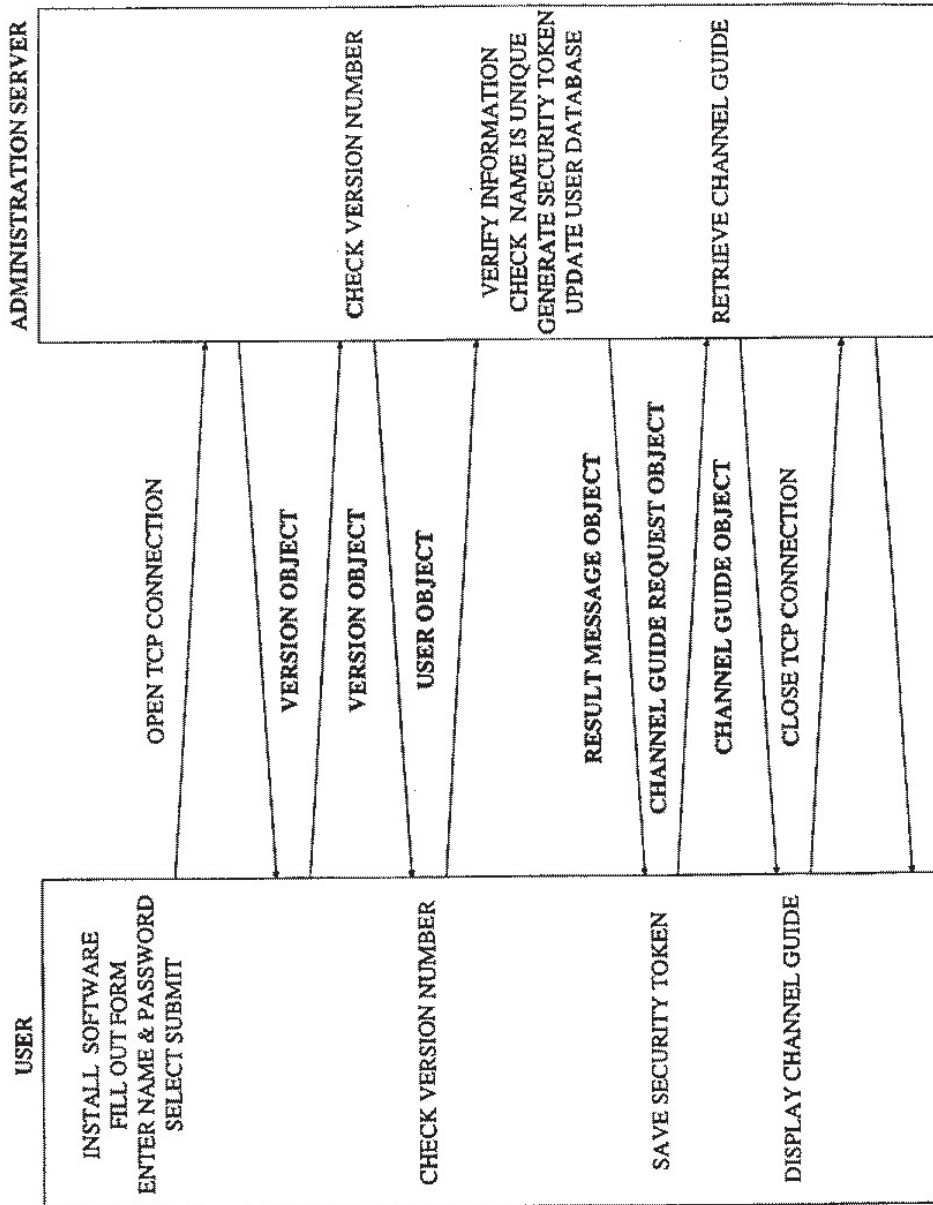 USER
ADMINISTRATION SERVER
INSTALL SOFTWARE
FILL OUT FORM
ENTER NAME & PASSWORD
SELECT SUBMIT
OPEN TCP CONNECTION
VERSION OBJECT
VERSION OBJECT
CHECK VERSION NUMBER
USER OBJECT
CHECK VERSION NUMBER
VERIFY INFORMATION
CHECK NAME IS UNIQUE
GENERATE SECURITY TOKEN
UPDATE USER DATABASE
RESULT MESSAGE OBJECT
SAVE SECURITY TOKEN
CHANNEL GUIDE REQUEST OBJECT
RETRIEVE CHANNEL GUIDE
CHANNEL GUIDE OBJECT
DISPLAY CHANNEL GUIDE
CLOSE TCP CONNECTION